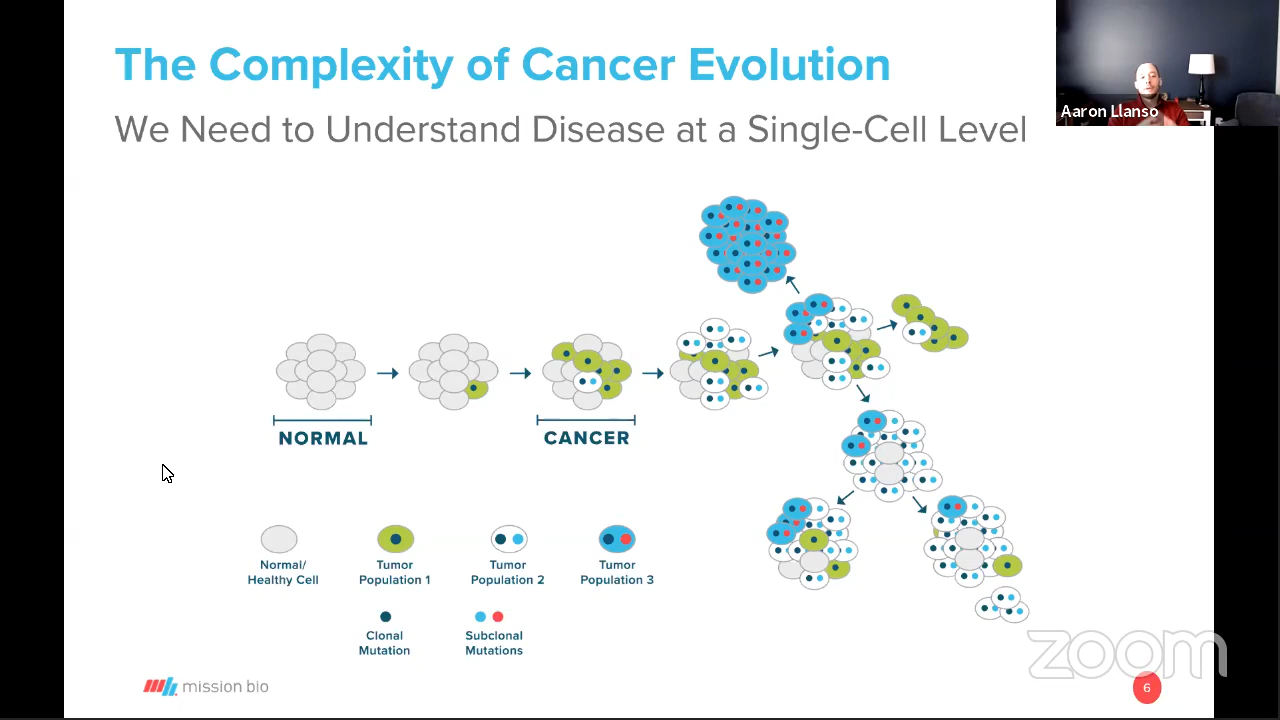 The Complexity of Cancer Evolution
We Need to Understand Disease at a Single-Cell Level
Aaron Llanso
NORMAL
CANCER
Normal/
Healthy Cell
Tumor
Population 1
Tumor
Population 2
Tumor
Population 3
Clonal
Mutation
Subclonal
Mutations
mission bio
zoom
6